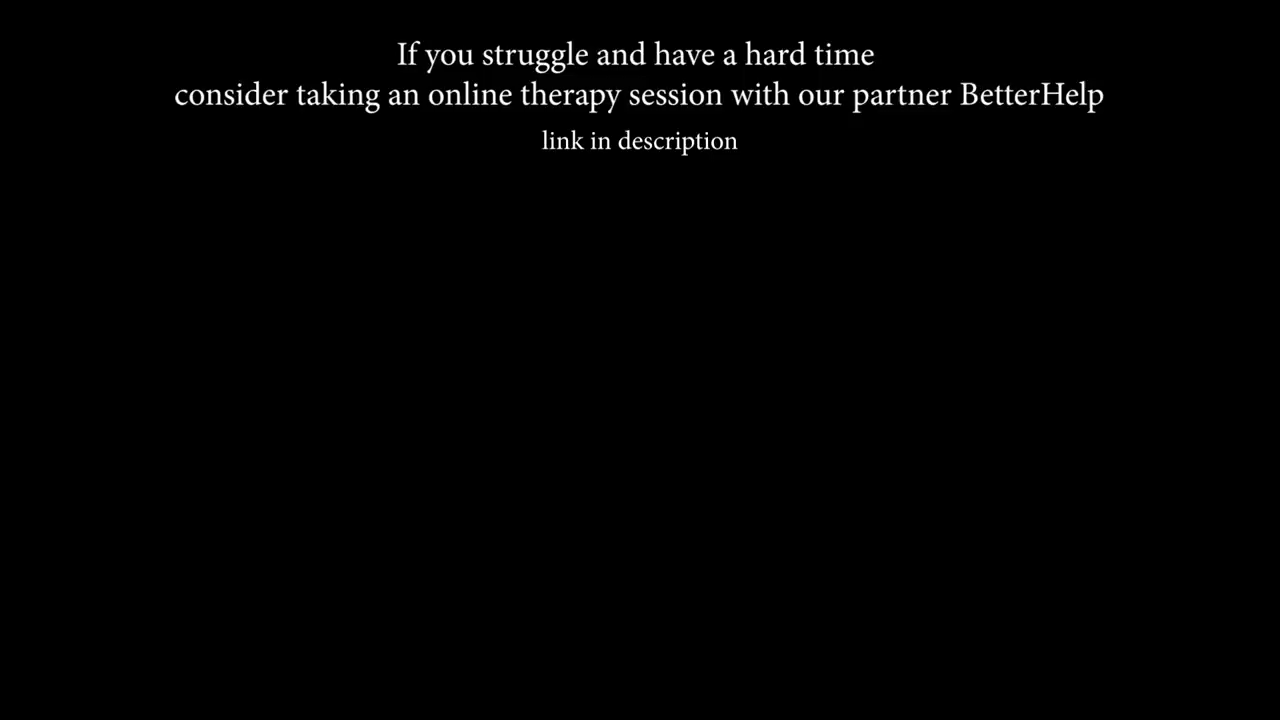 If you struggle and have a hard time
consider taking an online therapy session with our partner BetterHelp
link in description